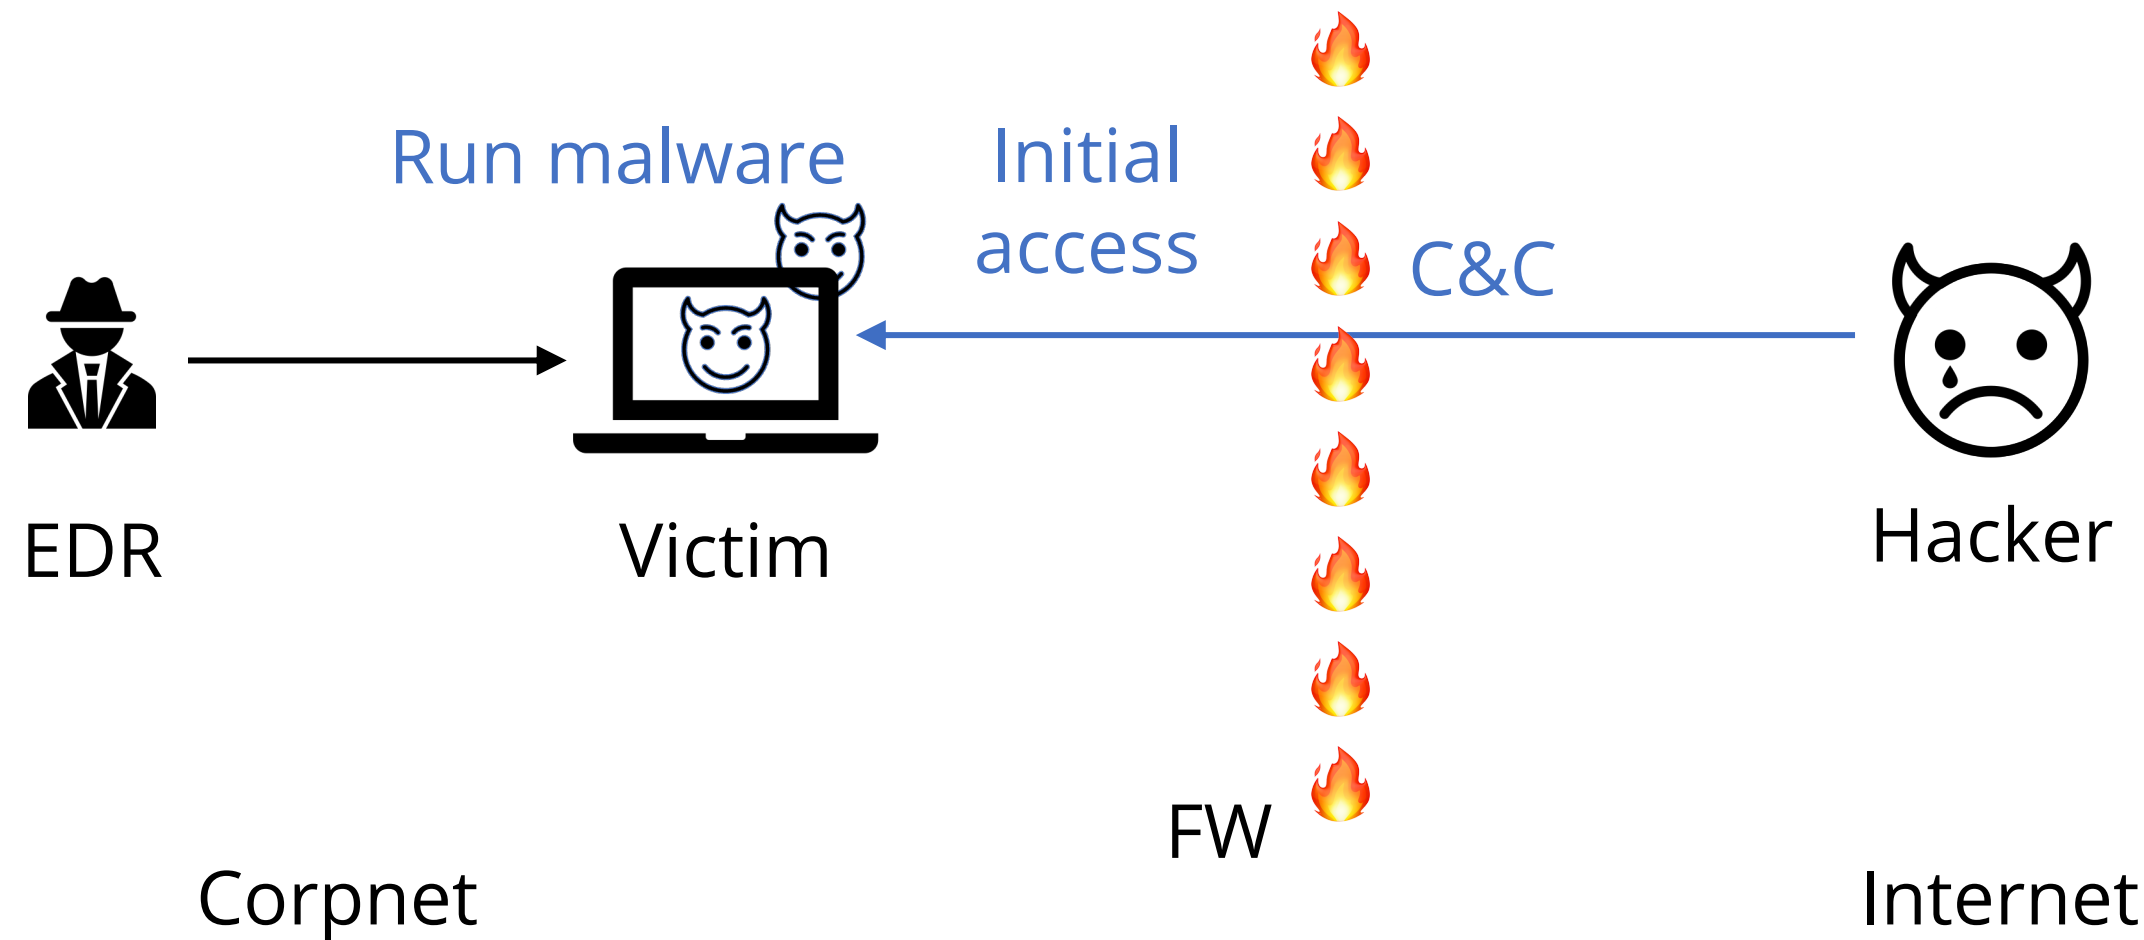 Run malware
Initial
access
C&C
EDR
Victim
Hacker
FW
Corpnet
Internet